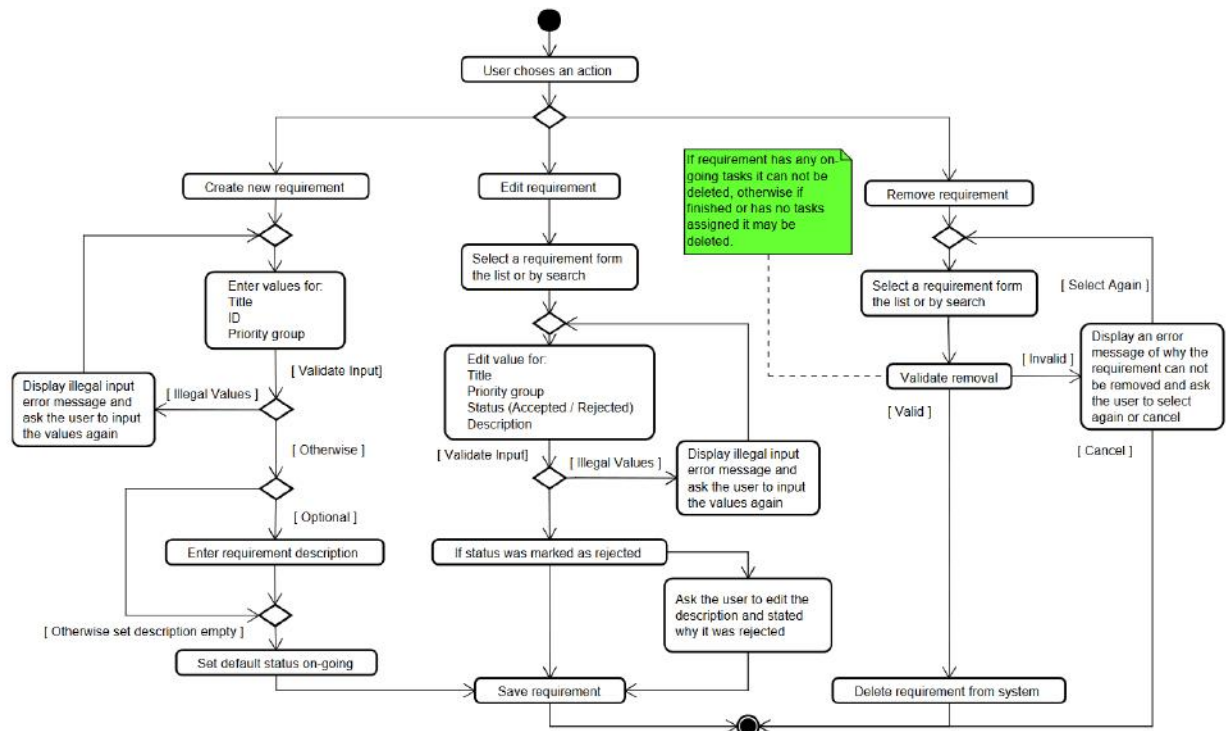 User choses an action
Create new requirement
Enter values for:
Title
ID
Priority group
[ Validate Input]
[ Illegal Values ]
Display illegal input
error message and
ask the user to input
the values again
[ Otherwise ]
[ Optional ]
Enter requirement description
[ Otherwise set description empty ]
Set default status on-going
Edit requirement
Select a requirement form
the list or by search
Edit value for:
Title
Priority group
Status (Accepted / Rejected)
Description
[ Validate Input]
[ Illegal Values ]
Display illegal input
error message and
ask the user to input
the values again
If status was marked as rejected
Ask the user to edit the
description and stated
why it was rejected
Save requirement
If requirement has any on-
going tasks it can not be
deleted, otherwise if
finished or has no tasks
assigned it may be
deleted.
Remove requirement
Select a requirement form
the list or by search
[ Select Again ]
Validate removal
[ Invalid ]
Display an error
message of why the
requirement can not
be removed and ask
the user to select
again or cancel
[ Valid ]
[ Cancel ]
Delete requirement from system